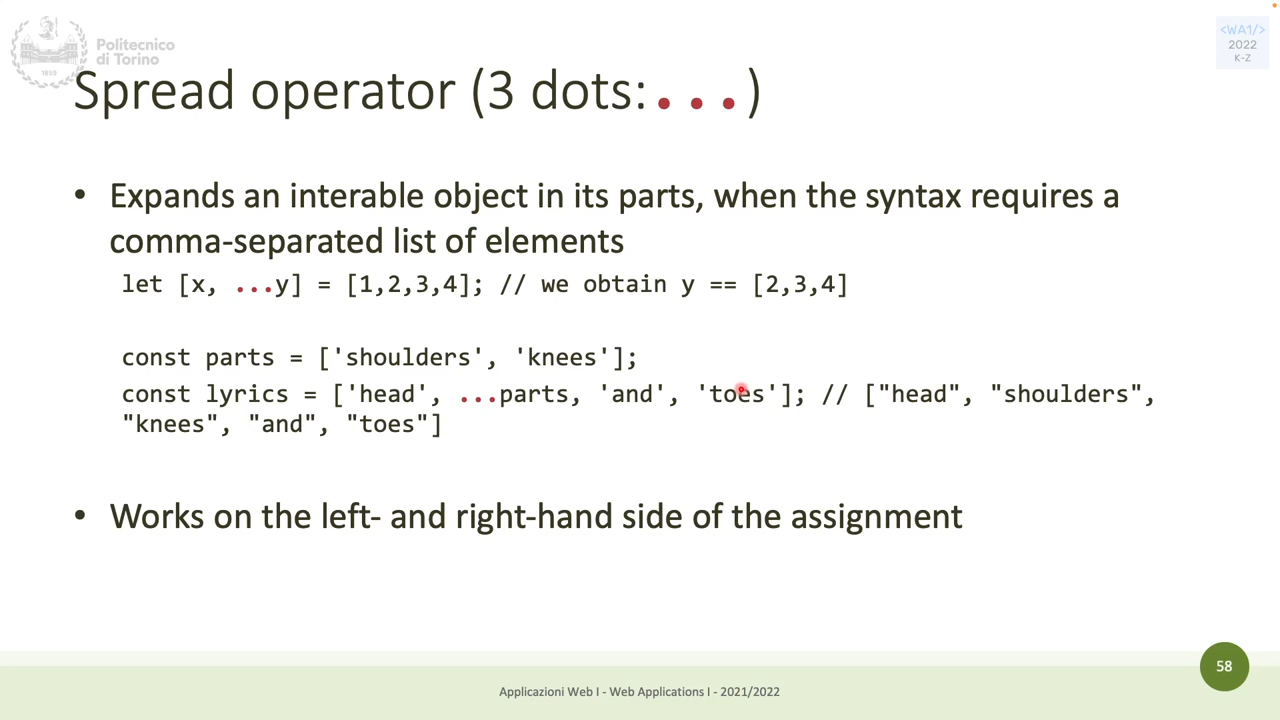 Politecnico
di Torino
<WA1/>
2022
K-Z
Spread operator (3 dots:...)
• Expands an interable object in its parts, when the syntax requires a
comma-separated list of elements
let [x, ...y] = [1,2,3,4]; // we obtain y == [2,3,4]
const parts = ['shoulders', 'knees'];
const lyrics = ['head', ...parts, 'and', 'toes']; // ["head", "shoulders",
"knees", "and", "toes"]
• Works on the left- and right-hand side of the assignment
58
Applicazioni Web I - Web Applications I - 2021/2022